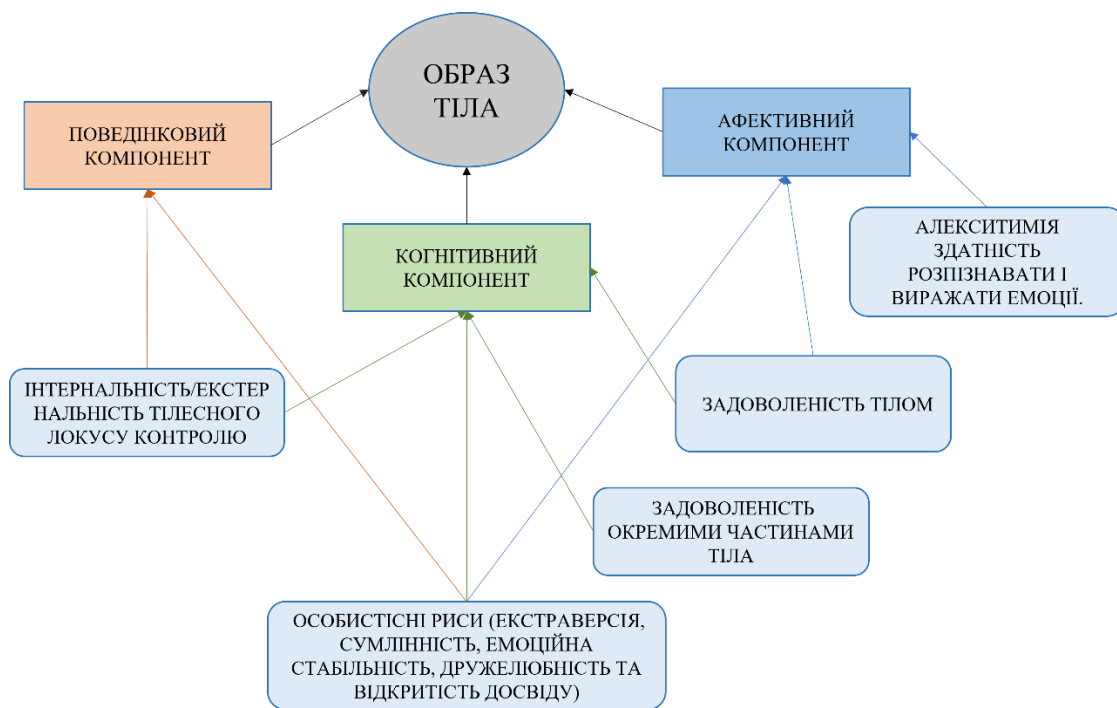 ОБРАЗ
ТІЛА
ПОВЕДІНКОВИЙ
КОМПОНЕНТ
АФЕКТИВНИЙ
КОМПОНЕНТ
КОГНІТИВНИЙ
КОМПОНЕНТ
АЛЕКСИТИМІЯ
ЗДАТНІСТЬ
РОЗПІЗНАВАТИ І
ВИРАЖАТИ ЕМОЦІЇ.
ІНТЕРНАЛЬНІСТЬ/ЕКСТЕР
НАЛЬНІСТЬ ТІЛЕСНОГО
ЛОКУСУ КОНТРОЛЮ
ЗАДОВОЛЕНІСТЬ ТІЛОМ
ЗАДОВОЛЕНІСТЬ
ОКРЕМИМИ ЧАСТИНАМИ
ТІЛА
ОСОБИСТІСНІ РИСИ (ЕКСТРАВЕРСІЯ,
СУМЛІННІСТЬ, ЕМОЦІЙНА
СТАБІЛЬНІСТЬ, ДРУЖЕЛЮБНІСТЬ ТА
ВІДКРИТІСТЬ ДОСВІДУ)